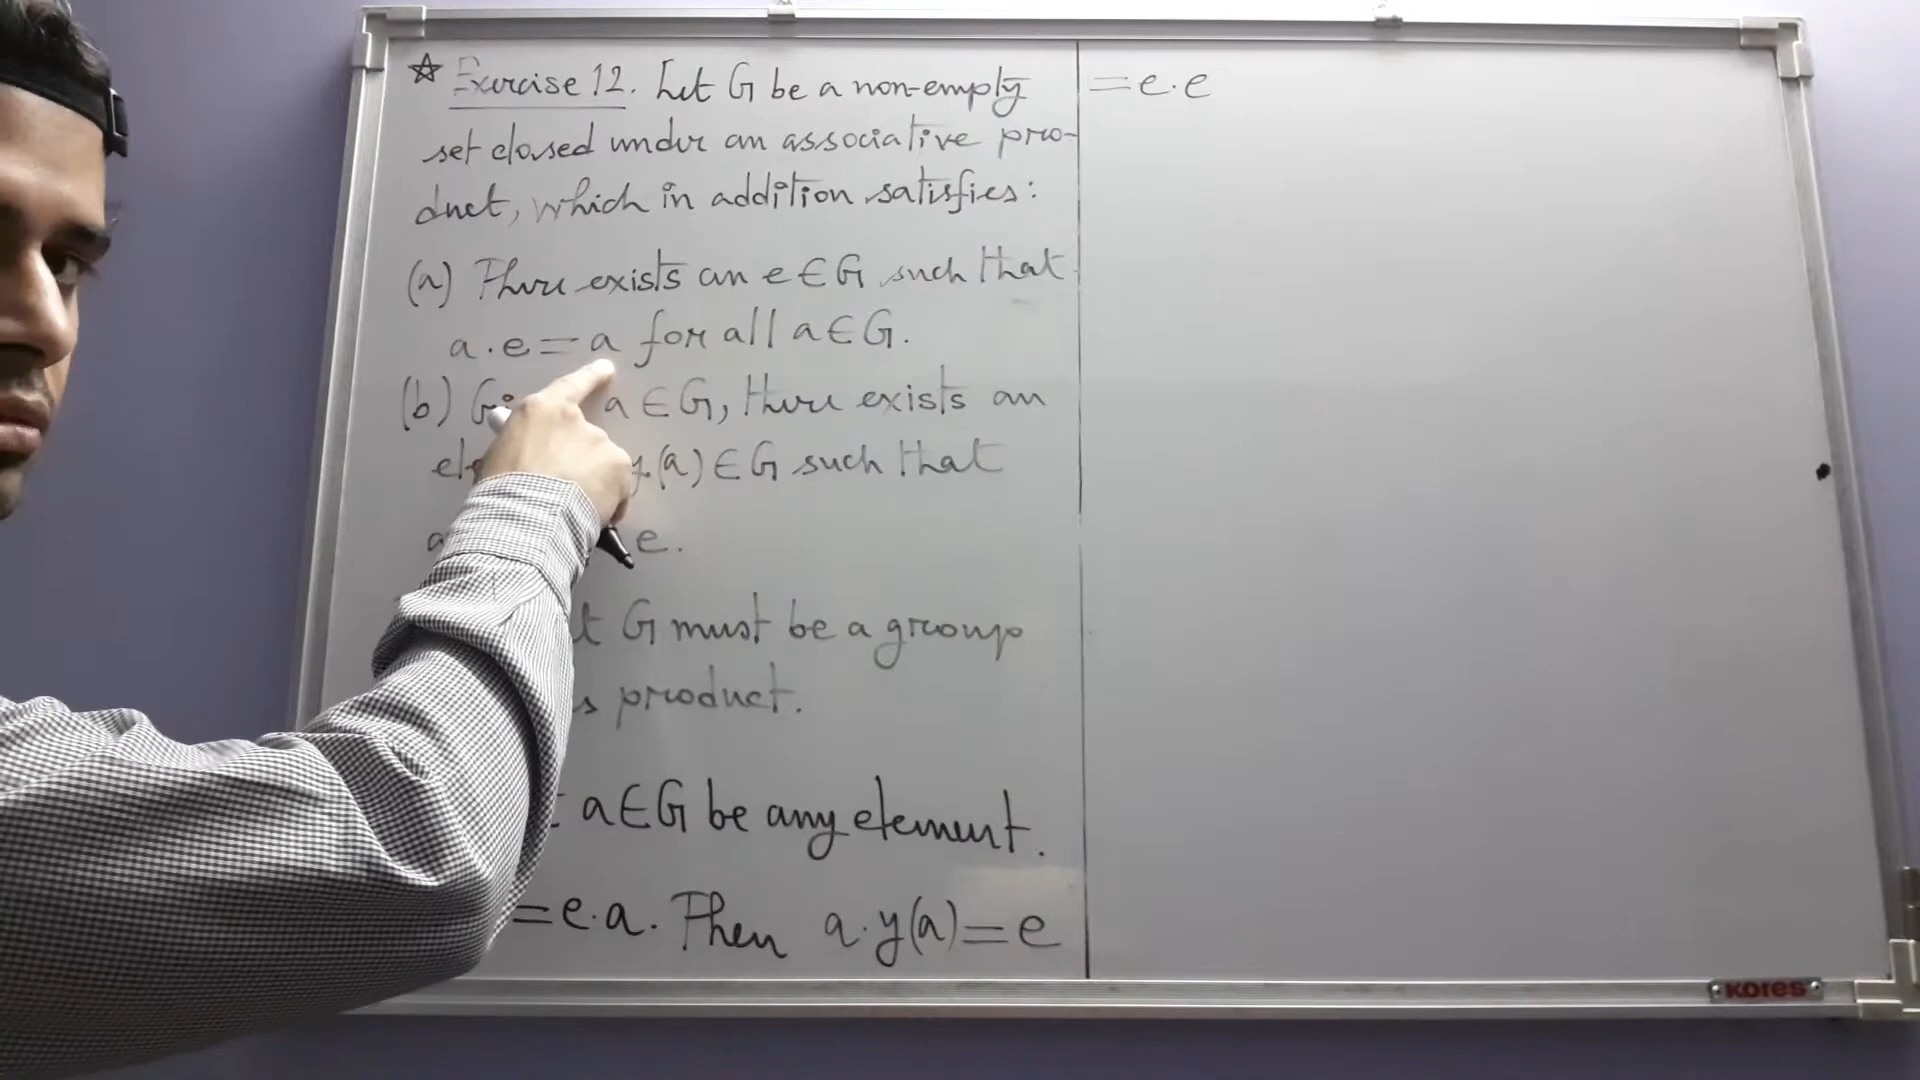 ☆ Exercise 12. Let G be a non-empty
set closed under an associative pro-
duct, which in addition satisfies:
(a) There exists an e∈G such that
a.e=a for all a∈G.
(b) a∈G, there exists an
(a)∈G such that
e.
G must be a group
product.
a∈G be any element.
=e.a. Then a.y(a)=e
=e.e
KORES